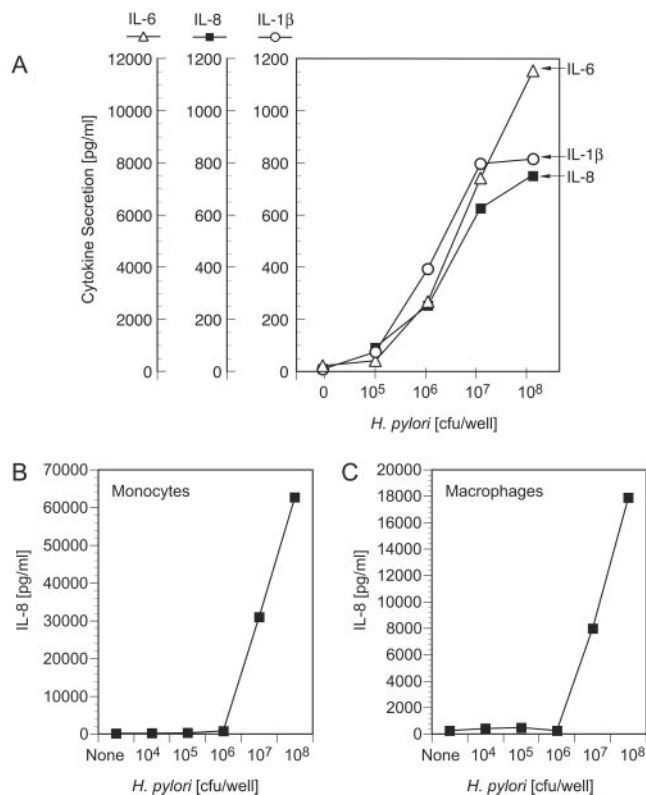 IL-6 IL-8 IL-1β
A
Cytokine Secretion [pg/ml]
12000 1200 1200
10000 1000 1000
8000 800 800
6000 600 600
4000 400 400
2000 200 200
0 0 0
IL-6
IL-1β
IL-8
0 10⁵ 10⁶ 10⁷ 10⁸
H. pylori [cfu/well]
B
Monocytes
IL-8 [pg/ml]
70000
60000
50000
40000
30000
20000
10000
0
None 10⁴ 10⁵ 10⁶ 10⁷ 10⁸
H. pylori [cfu/well]
C
Macrophages
IL-8 [pg/ml]
20000
18000
16000
14000
12000
10000
8000
6000
4000
2000
0
None 10⁴ 10⁵ 10⁶ 10⁷ 10⁸
H. pylori [cfu/well]